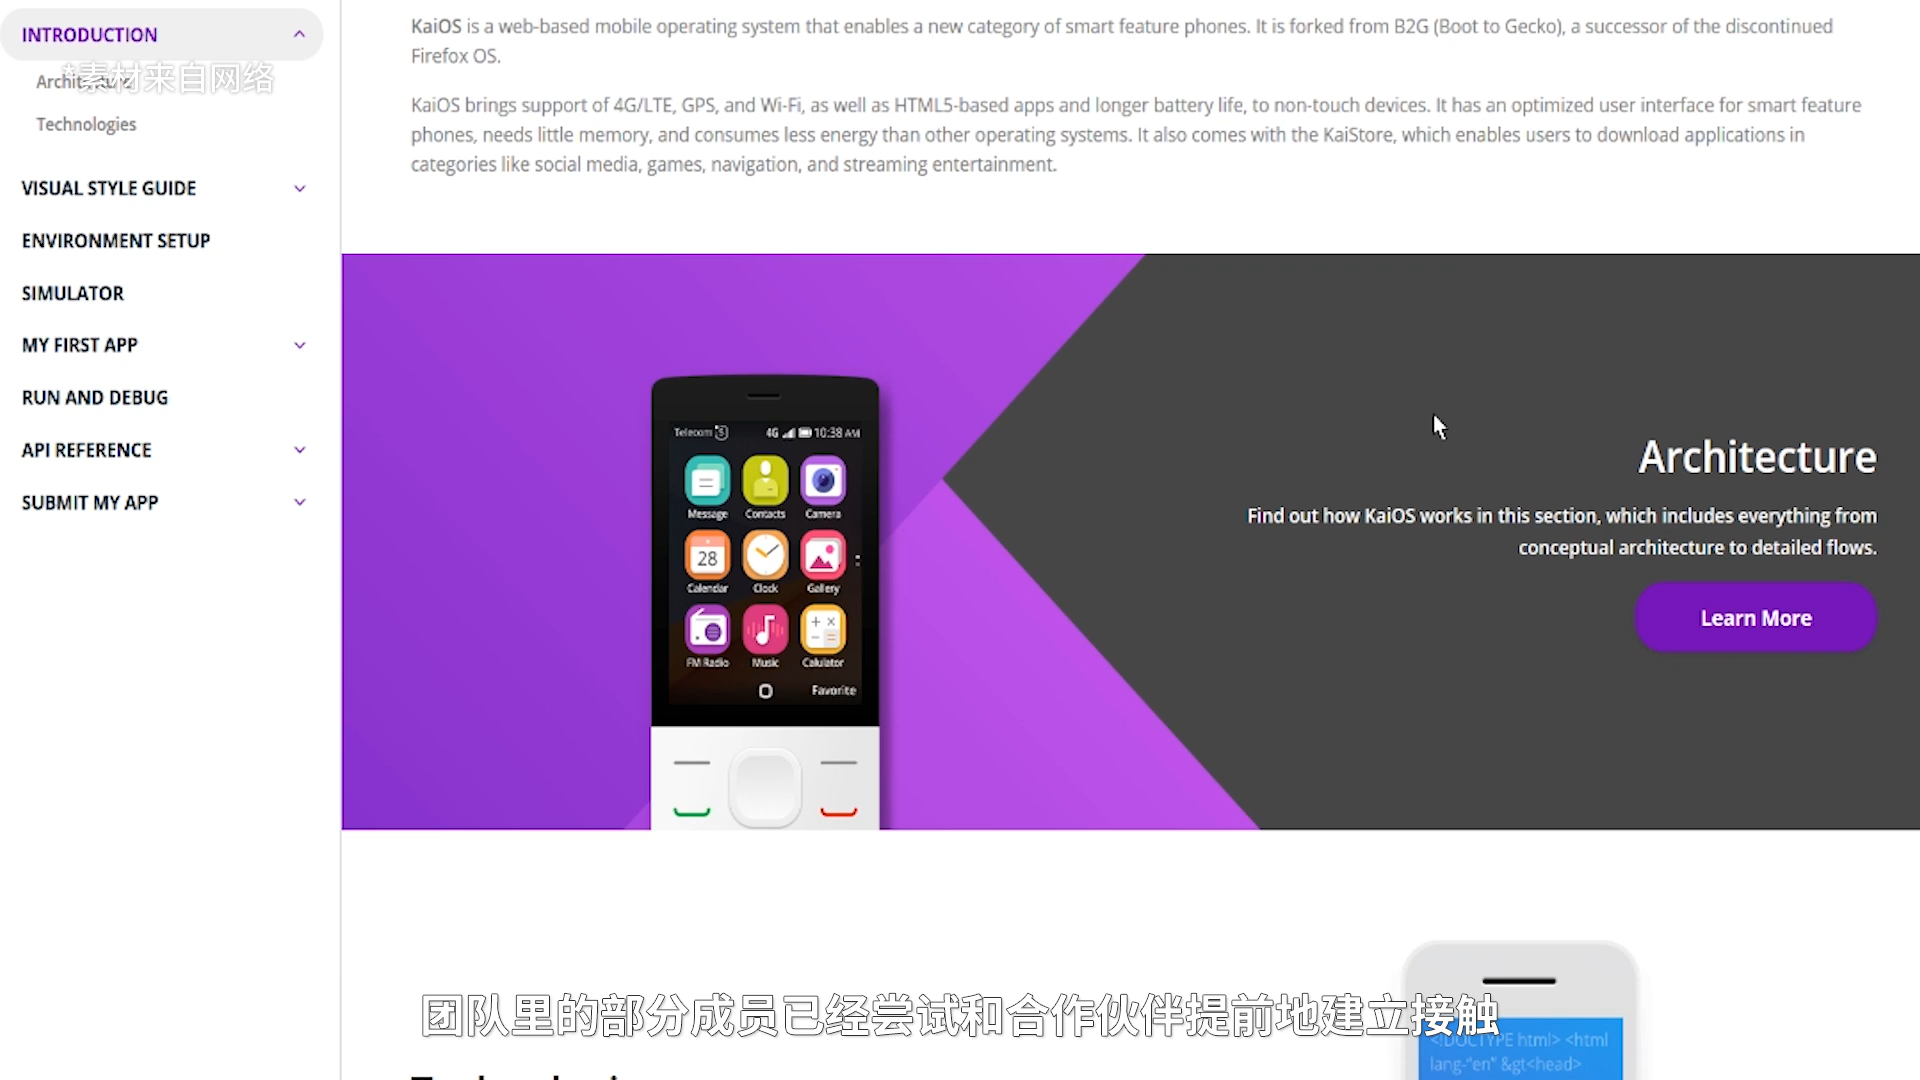 INTRODUCTION
*素材来自网络
Architecture
Technologies
VISUAL STYLE GUIDE
ENVIRONMENT SETUP
SIMULATOR
MY FIRST APP
RUN AND DEBUG
API REFERENCE
SUBMIT MY APP
KaiOS is a web-based mobile operating system that enables a new category of smart feature phones. It is forked from B2G (Boot to Gecko), a successor of the discontinued
Firefox OS.
KaiOS brings support of 4G/LTE, GPS, and Wi-Fi, as well as HTML5-based apps and longer battery life, to non-touch devices. It has an optimized user interface for smart feature
phones, needs little memory, and consumes less energy than other operating systems. It also comes with the KaiStore, which enables users to download applications in
categories like social media, games, navigation, and streaming entertainment.
Telecom 4G 10:38 AM
Message Contacts Camera
28
Calendar Clock Gallery
FM Radio Music Calulator
Favorite
Architecture
Find out how KaiOS works in this section, which includes everything from
conceptual architecture to detailed flows.
Learn More
团队里的部分成员已经尝试和合作伙伴提前地建立接触
<!DOCTYPE html> <html
lang-"en" &gt<head>